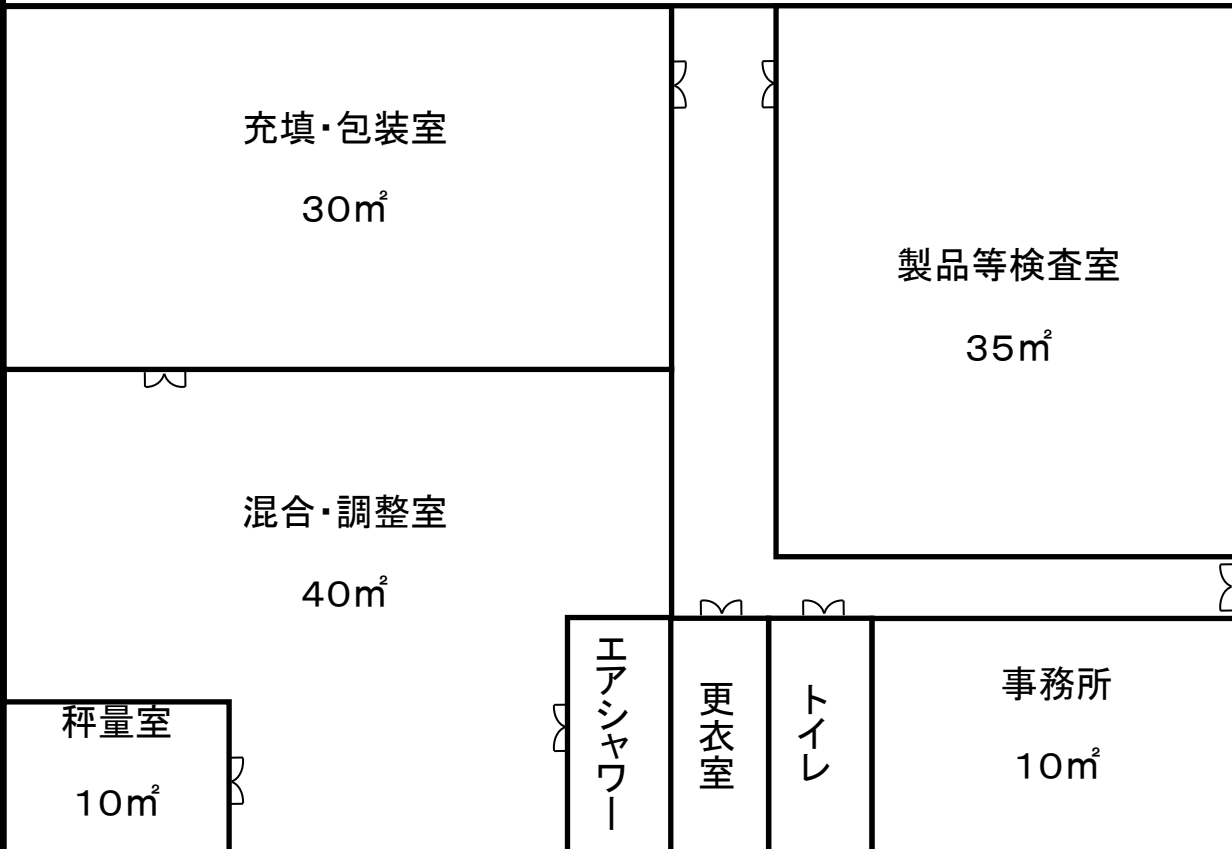 充填・包装室
30㎡
製品等検査室
35㎡
混合・調整室
40㎡
秤量室
10㎡
エアシャワー
更衣室
トイレ
事務所
10㎡